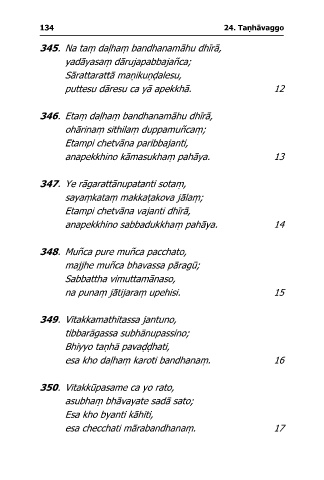 134 24. Taṇhāvaggo
345. Na taṃ daḷhaṃ bandhanamāhu dhīrā,
yadāyasaṃ dārujapabbajañca;
Sārattarattā maṇikuṇḍalesu,
puttesu dāresu ca yā apekkhā. 12
346. Etaṃ daḷhaṃ bandhanamāhu dhīrā,
ohārinaṃ sithilaṃ duppamuñcaṃ;
Etampi chetvāna paribbajanti,
anapekkhino kāmasukhaṃ pahāya. 13
347. Ye rāgarattānupatanti sotaṃ,
sayaṃkataṃ makkaṭakova jālaṃ;
Etampi chetvāna vajanti dhīrā,
anapekkhino sabbadukkhaṃ pahāya. 14
348. Muñca pure muñca pacchato,
majjhe muñca bhavassa pāragū;
Sabbattha vimuttamānaso,
na punaṃ jātijaraṃ upehisi. 15
349. Vitakkamathitassa jantuno,
tibbarāgassa subhānupassino;
Bhiyyo taṇhā pavaḍḍhati,
esa kho daḷhaṃ karoti bandhanaṃ. 16
350. Vitakkūpasame ca yo rato,
asubhaṃ bhāvayate sadā sato;
Esa kho byanti kāhiti,
esa checchati mārabandhanaṃ. 17